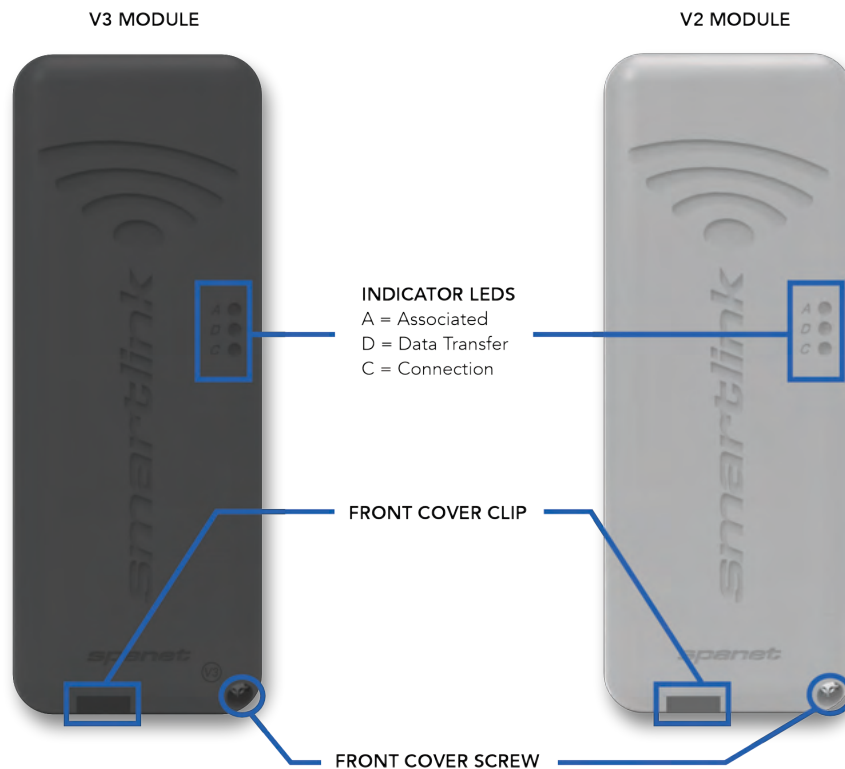 V3 MODULE
V2 MODULE
INDICATOR LEDS
A = Associated
D = Data Transfer
C = Connection
A
D
C
A
D
C
smartlink
smartlink
FRONT COVER CLIP
spanet
V3
spanet
FRONT COVER SCREW